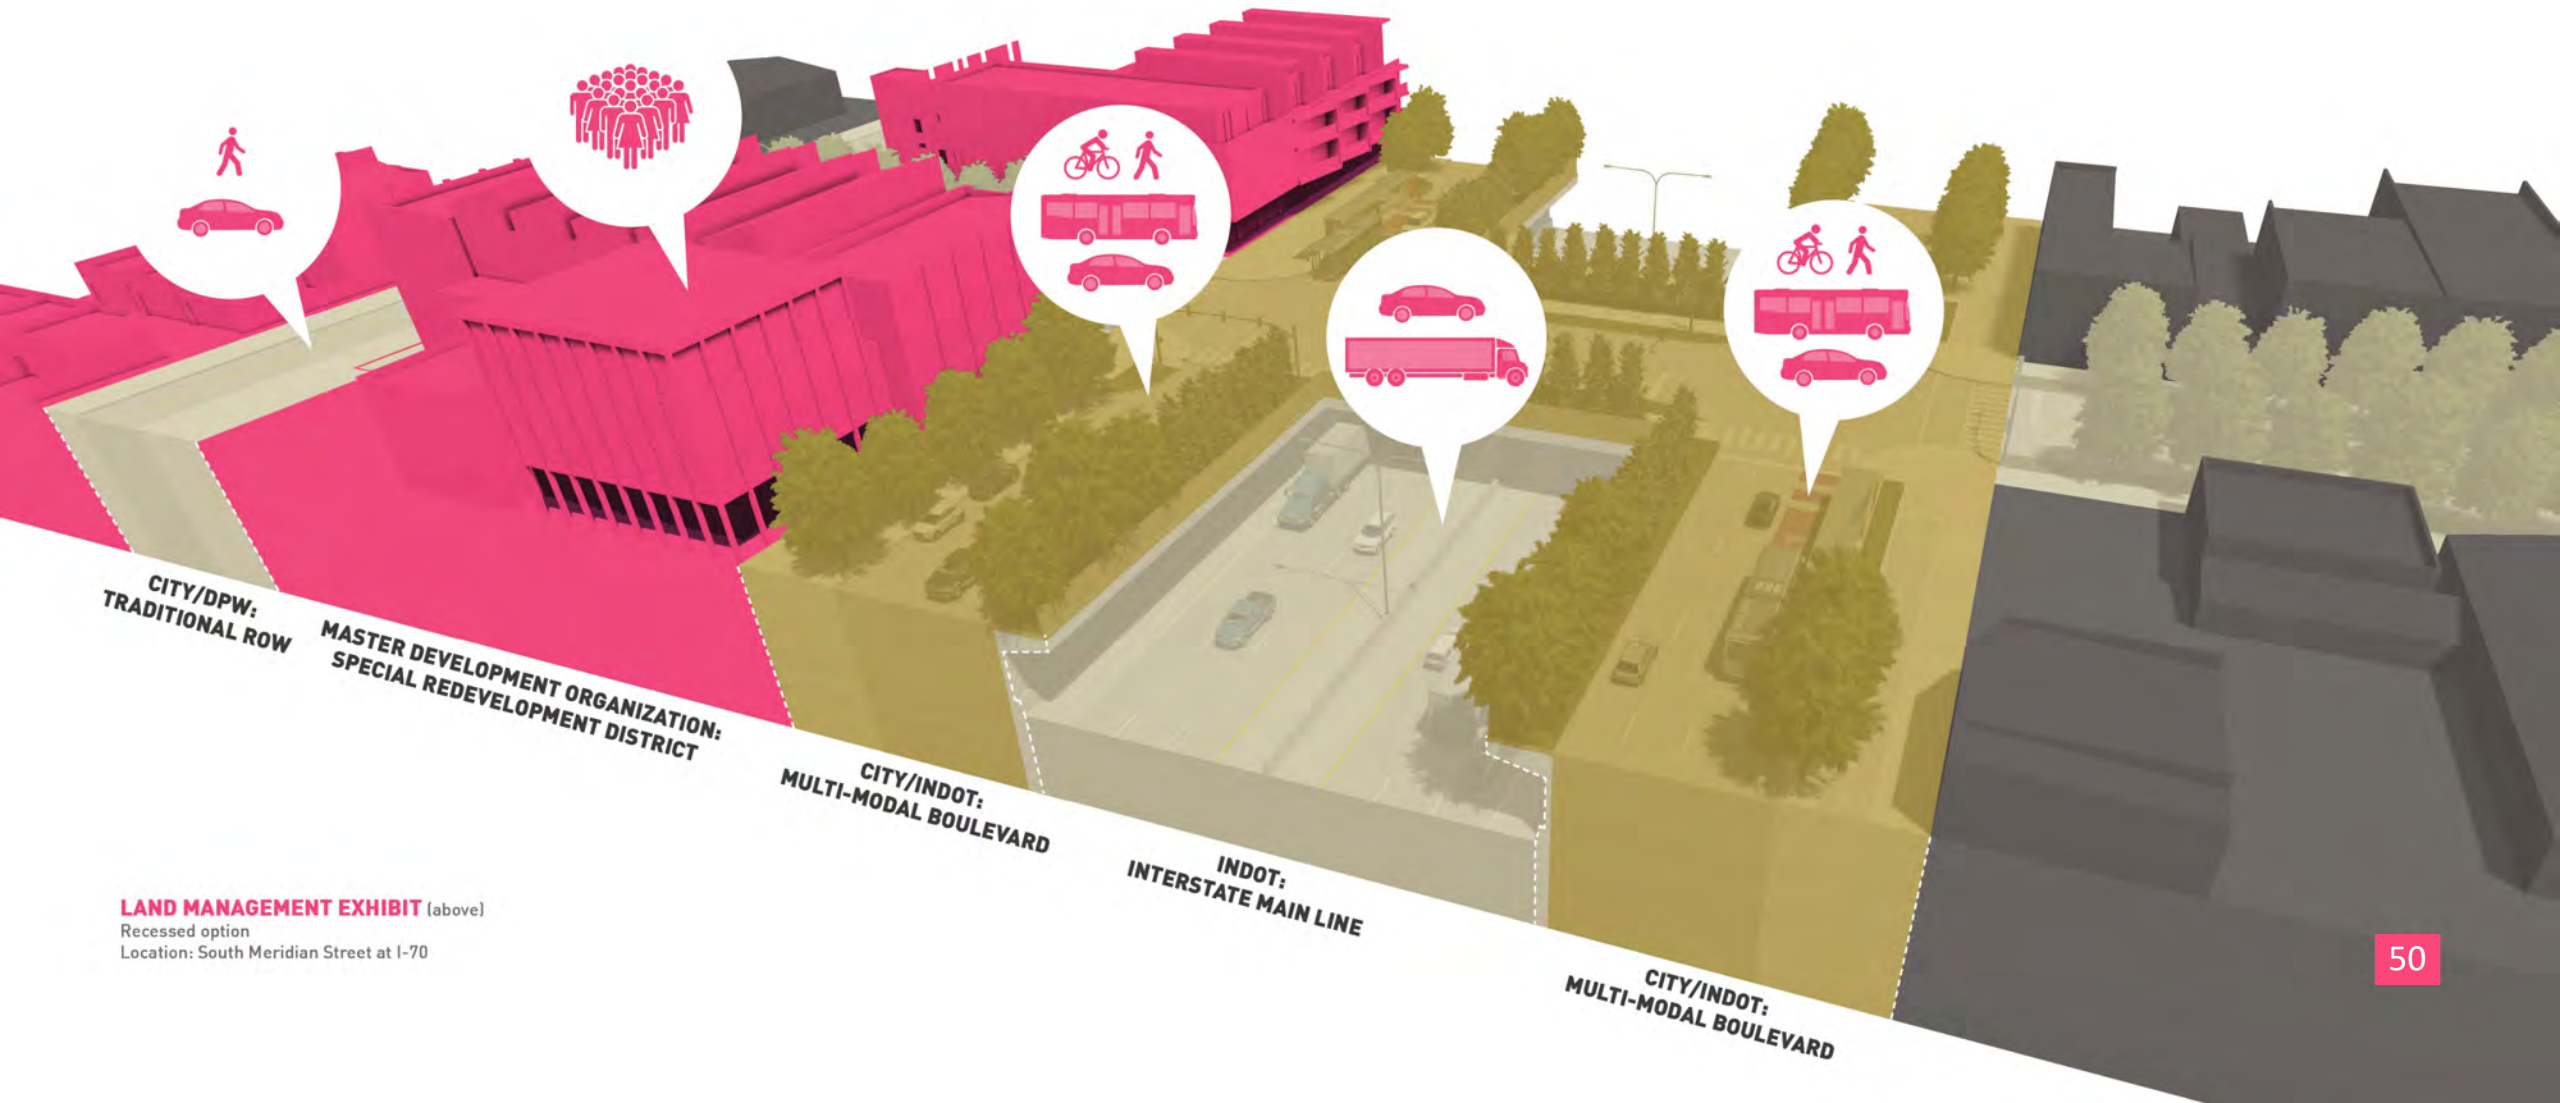 CITY/DPW:
TRADITIONAL ROW
MASTER DEVELOPMENT ORGANIZATION:
SPECIAL REDEVELOPMENT DISTRICT
CITY/INDOT:
MULTI-MODAL BOULEVARD
INDOT:
INTERSTATE MAIN LINE
CITY/INDOT:
MULTI-MODAL BOULEVARD
LAND MANAGEMENT EXHIBIT (above)
Recessed option
Location: South Meridian Street at I-70
50